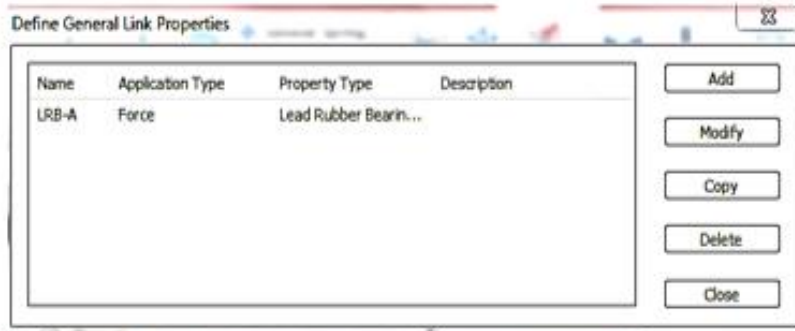 Define General Link Properties
Name Application Type Property Type Description
LRB-A Force Lead Rubber Bearin...
Add
Modify
Copy
Delete
Close